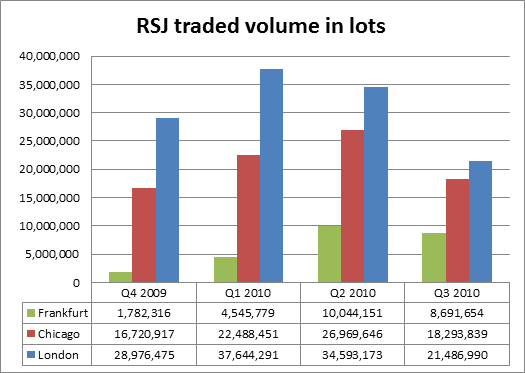 RSJ traded volume in lots
40,000,000
35,000,000
30,000,000
25,000,000
20,000,000
15,000,000
10,000,000
5,000,000
0
Q4 2009 Q1 2010 Q2 2010 Q3 2010
Frankfurt 1,782,316 4,545,779 10,044,151 8,691,654
Chicago 16,720,917 22,488,451 26,969,646 18,293,839
London 28,976,475 37,644,291 34,593,173 21,486,990